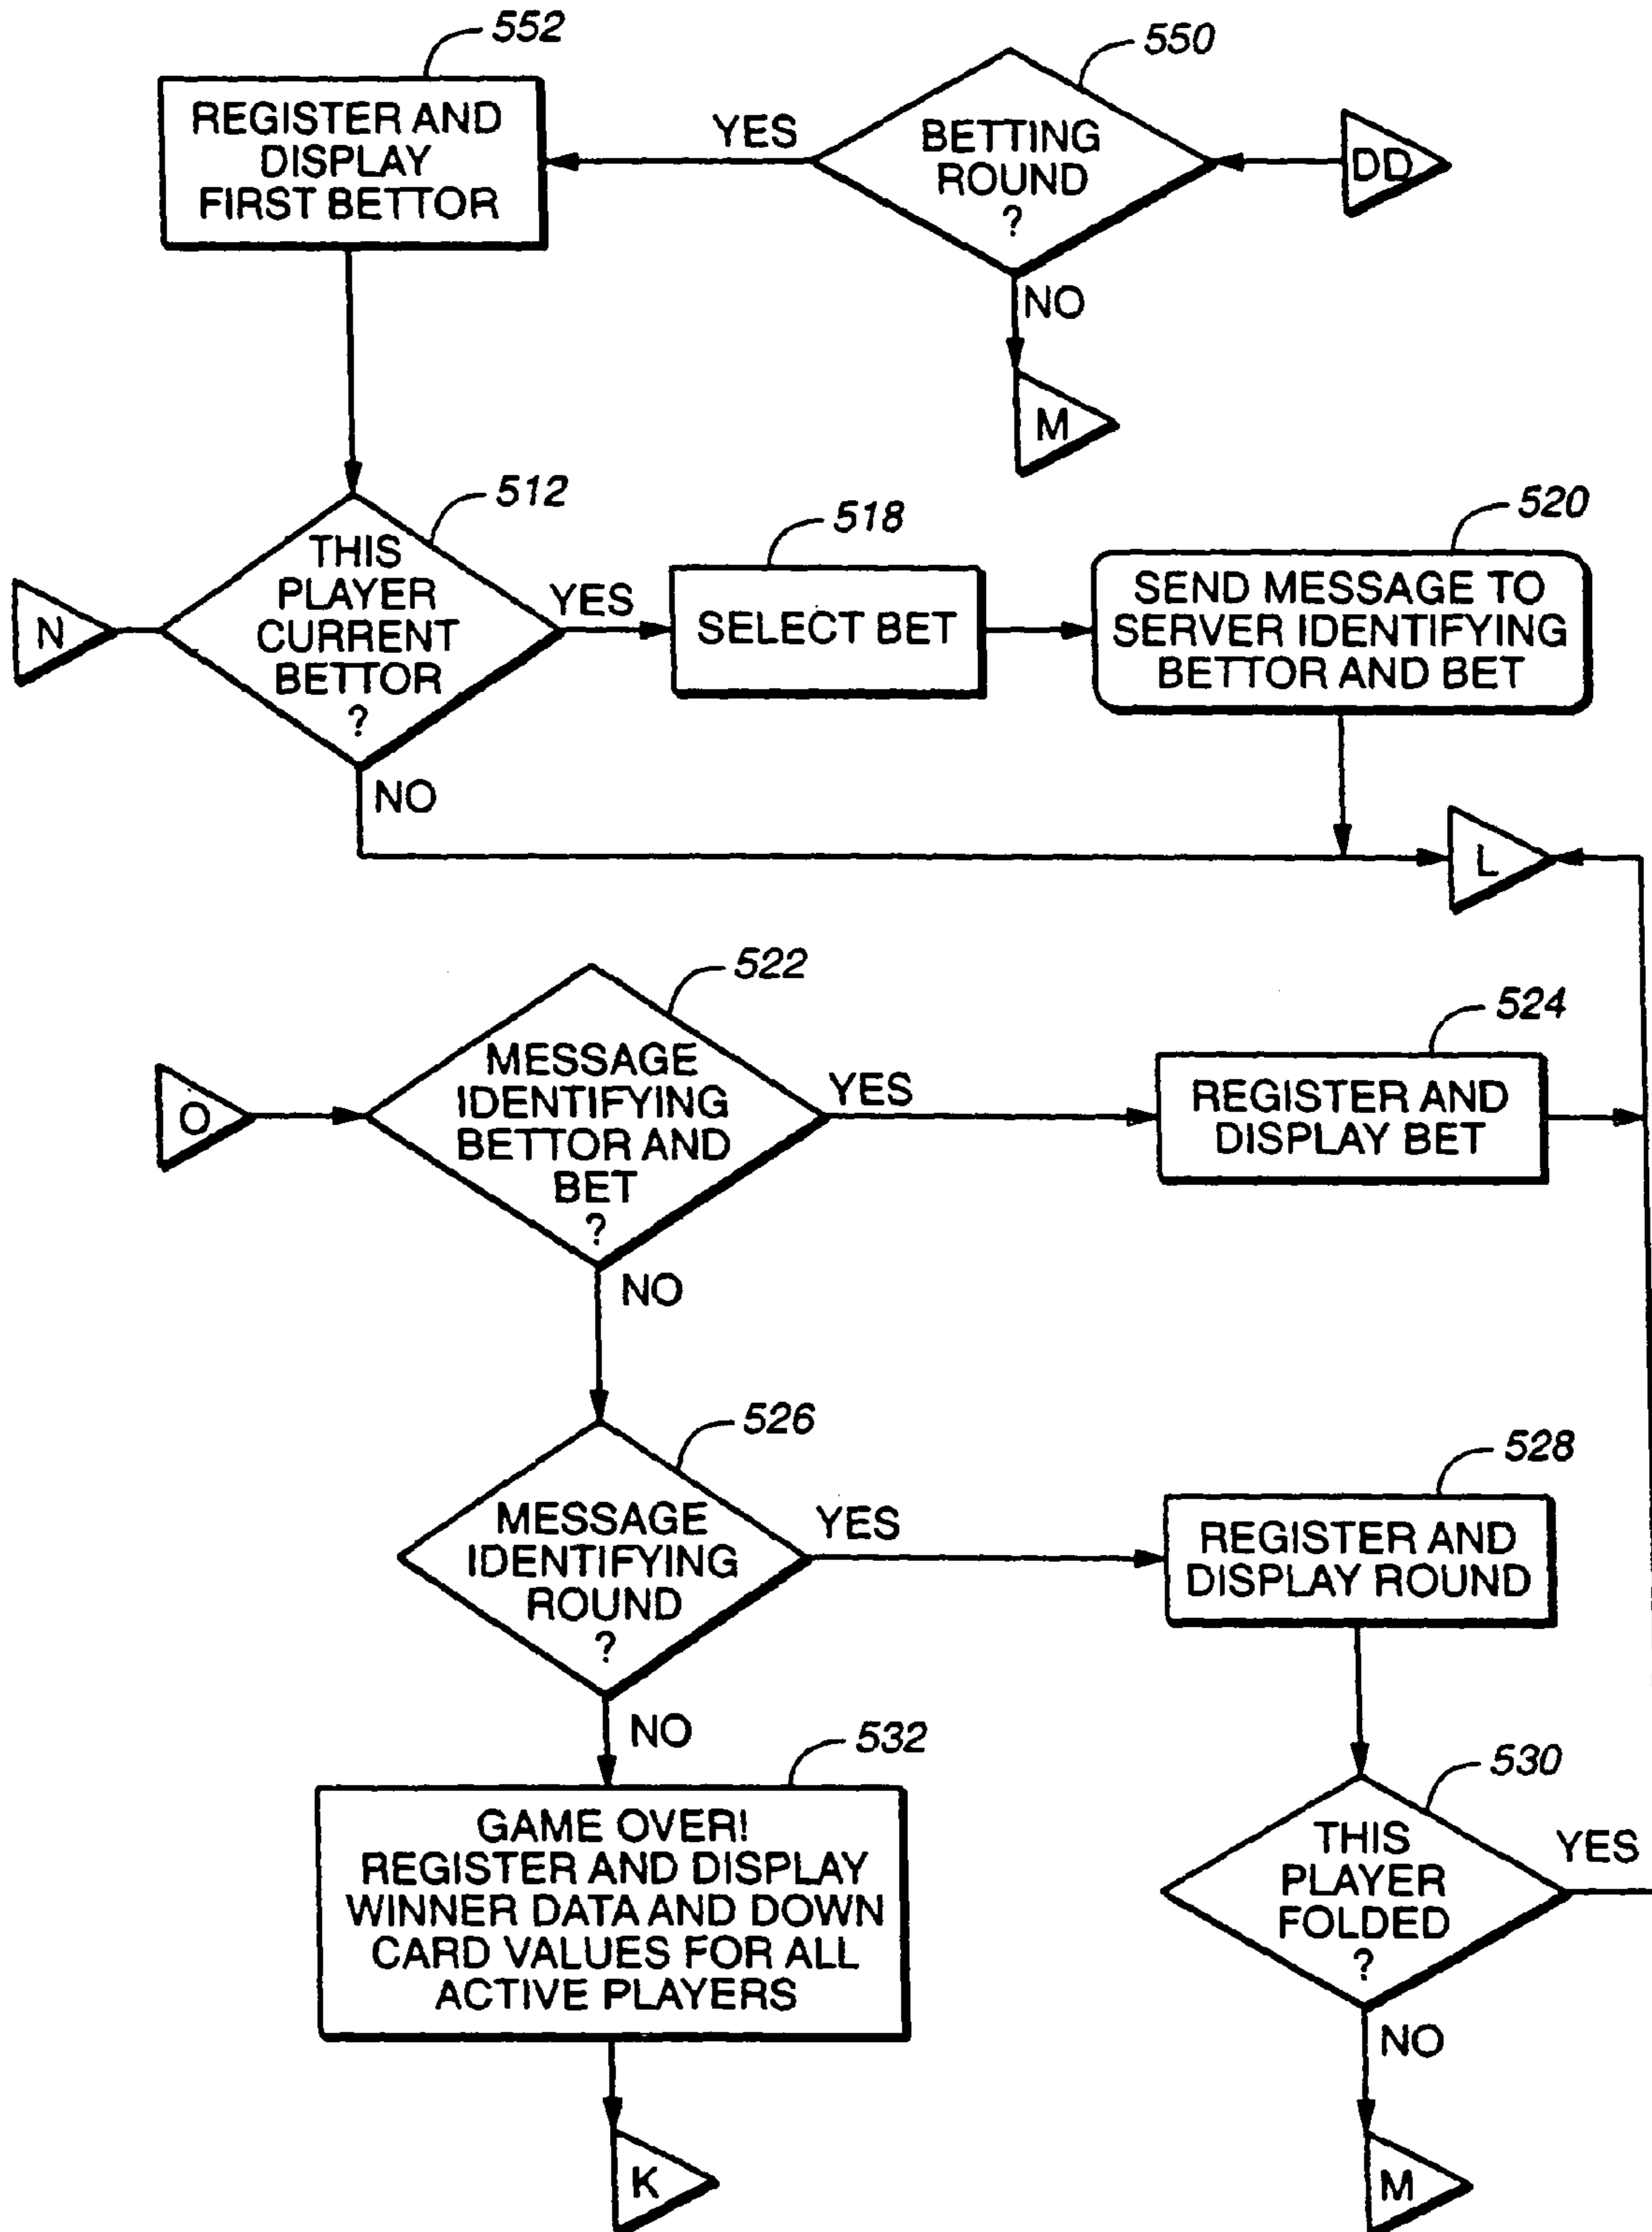 552
550
REGISTER AND
DISPLAY
FIRST BETTOR
YES
BETTING
ROUND
?
DD
NO
M
512
518
520
N
THIS
PLAYER
CURRENT
BETTOR
?
YES
SELECT BET
SEND MESSAGE TO
SERVER IDENTIFYING
BETTOR AND BET
NO
L
522
524
O
MESSAGE
IDENTIFYING
BETTOR AND
BET
?
YES
REGISTER AND
DISPLAY BET
NO
526
528
MESSAGE
IDENTIFYING
ROUND
?
YES
REGISTER AND
DISPLAY ROUND
NO
532
530
GAME OVER!
REGISTER AND DISPLAY
WINNER DATA AND DOWN
CARD VALUES FOR ALL
ACTIVE PLAYERS
THIS
PLAYER
FOLDED
?
YES
NO
K
M